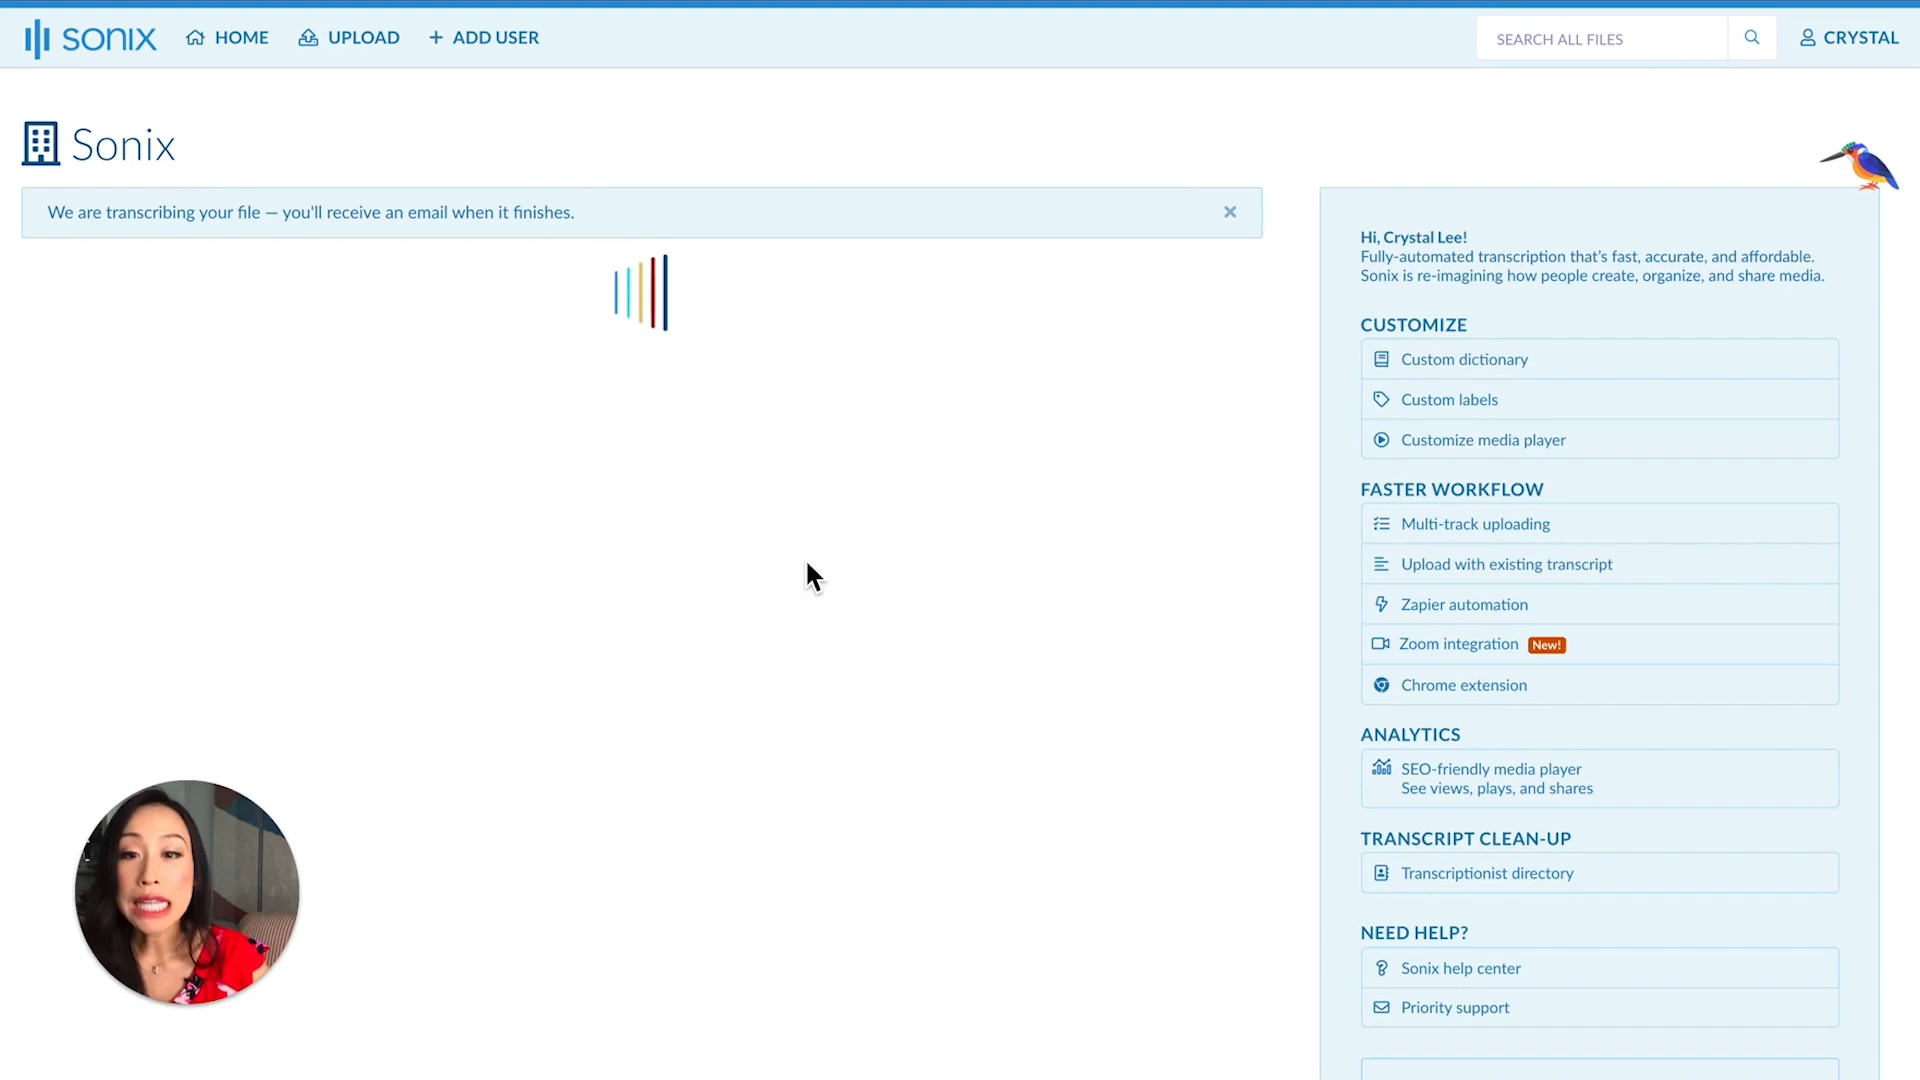 sonix
HOME
UPLOAD
+ ADD USER
SEARCH ALL FILES
CRYSTAL
Sonix
We are transcribing your file — you'll receive an email when it finishes.
Hi, Crystal Lee!
Fully-automated transcription that's fast, accurate, and affordable.
Sonix is re-imagining how people create, organize, and share media.
CUSTOMIZE
Custom dictionary
Custom labels
Customize media player
FASTER WORKFLOW
Multi-track uploading
Upload with existing transcript
Zapier automation
Zoom integration New!
Chrome extension
ANALYTICS
SEO-friendly media player
See views, plays, and shares
TRANSCRIPT CLEAN-UP
Transcriptionist directory
NEED HELP?
Sonix help center
Priority support